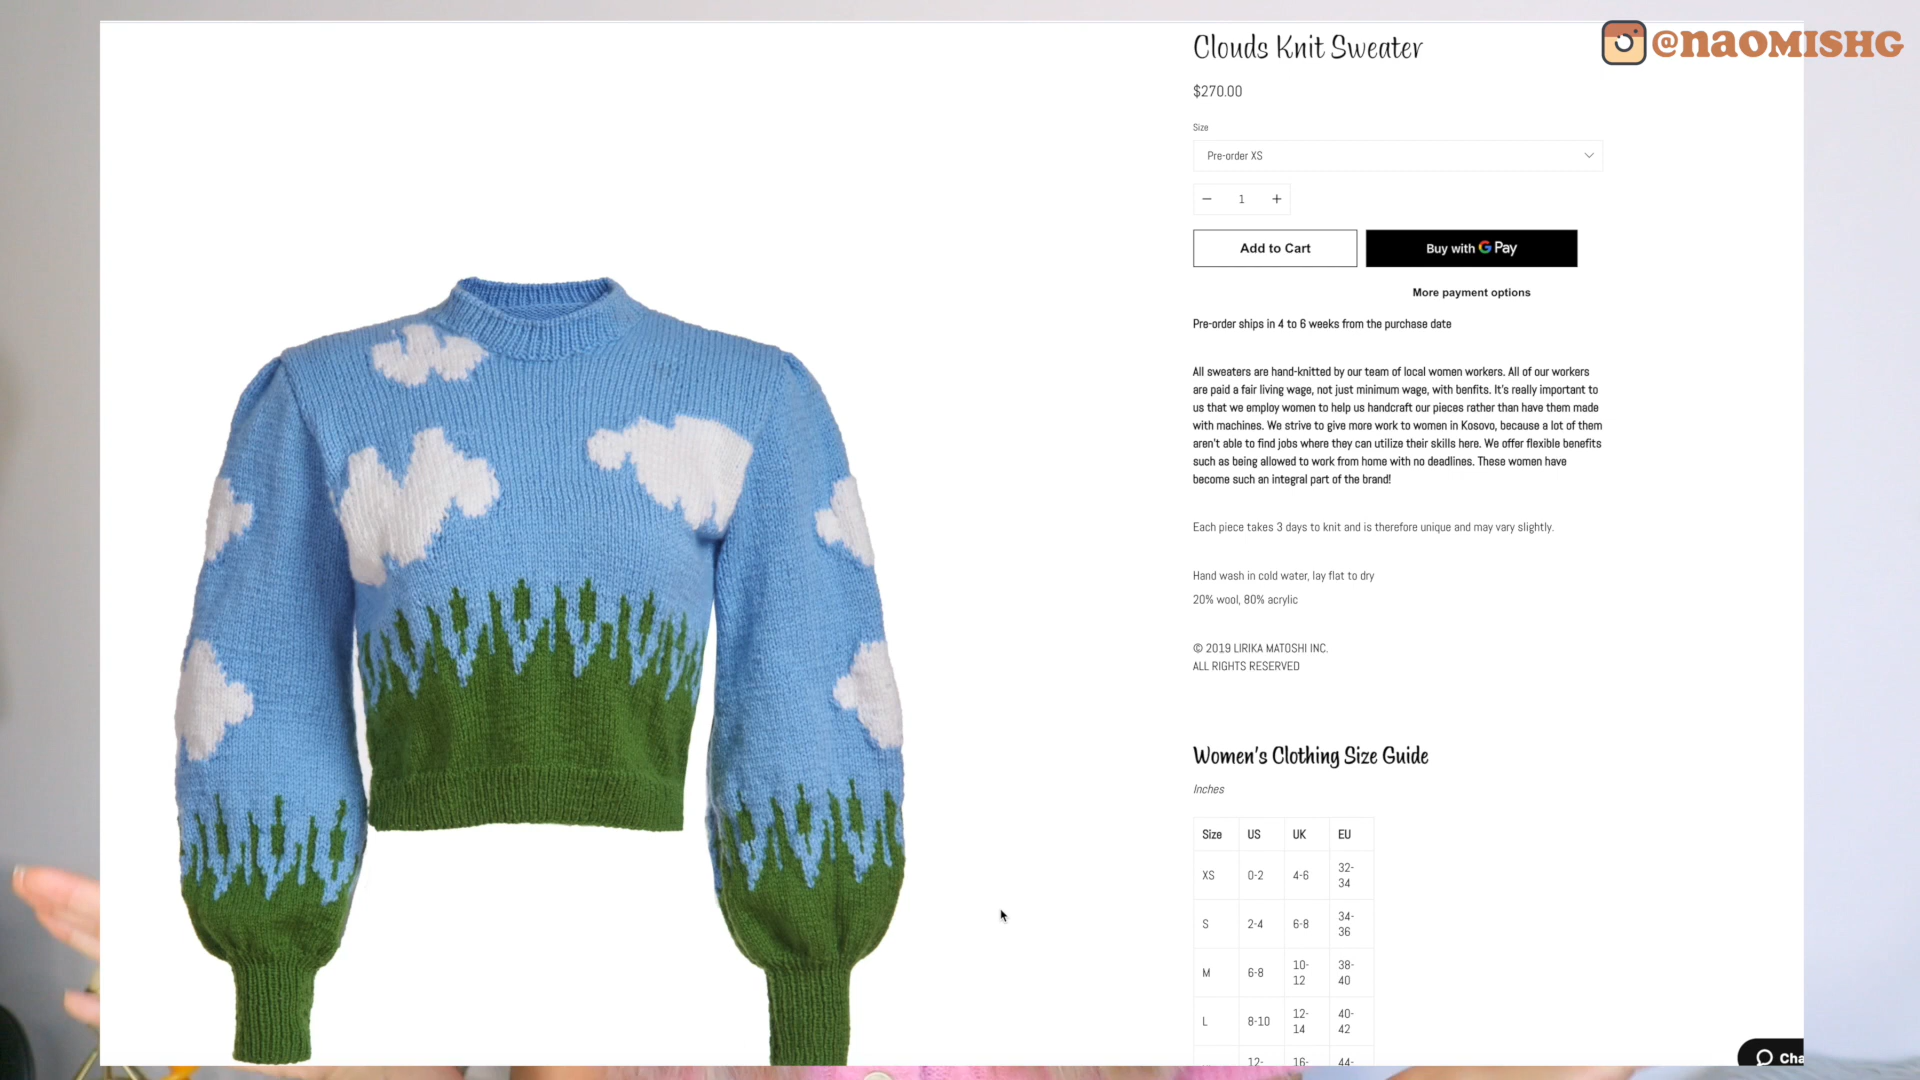 Clouds Knit Sweater
@NAOMISHG
$270.00
Size
Pre-order XS
1
Add to Cart
Buy with G Pay
More payment options
Pre-order ships in 4 to 6 weeks from the purchase date
All sweaters are hand-knitted by our team of local women workers. All of our workers
are paid a fair living wage, not just minimum wage, with benfits. It's really important to
us that we employ women to help us handcraft our pieces rather than have them made
with machines. We strive to give more work to women in Kosovo, because a lot of them
aren't able to find jobs where they can utilize their skills here. We offer flexible benefits
such as being allowed to work from home with no deadlines. These women have
become such an integral part of the brand!
Each piece takes 3 days to knit and is therefore unique and may vary slightly.
Hand wash in cold water, lay flat to dry
20% wool, 80% acrylic
© 2019 LIRIKA MATOSHI INC.
ALL RIGHTS RESERVED
Women's Clothing Size Guide
Inches
Size US UK EU
XS 0-2 4-6 32-34
S 2-4 6-8 34-36
M 6-8 10-12 38-40
L 8-10 12-14 40-42
12- 16- 44-
Cha